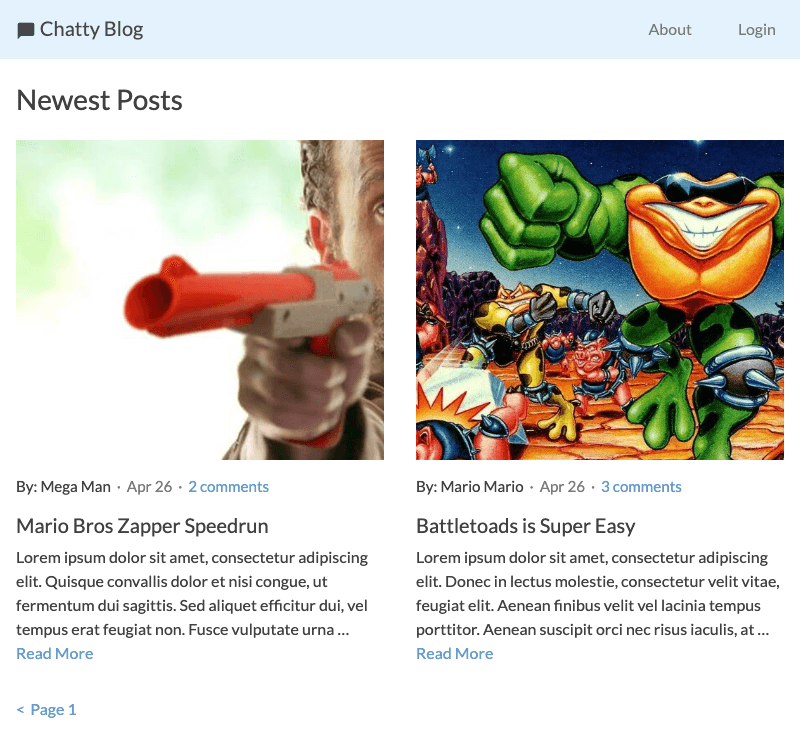 Chatty Blog
About
Login
Newest Posts
By: Mega Man · Apr 26 · 2 comments
Mario Bros Zapper Speedrun
Lorem ipsum dolor sit amet, consectetur adipiscing
elit. Quisque convallis dolor et nisi congue, ut
fermentum dui sagittis. Sed aliquet efficitur dui, vel
tempus erat feugiat non. Fusce vulputate urna ...
Read More
By: Mario Mario · Apr 26 · 3 comments
Battletoads is Super Easy
Lorem ipsum dolor sit amet, consectetur adipiscing
elit. Donec in lectus molestie, consectetur velit vitae,
feugiat elit. Aenean finibus velit vel lacinia tempus
porttitor. Aenean suscipit orci nec risus iaculis, at ...
Read More
< Page 1